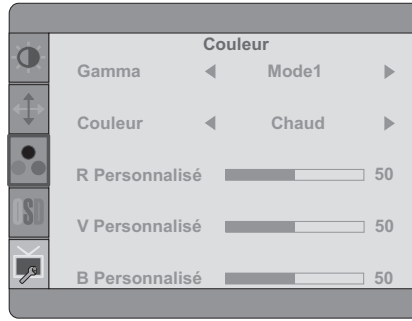 Couleur
Gamma Mode1
Couleur Chaud
R Personnalisé 50
OSD
V Personnalisé 50
B Personnalisé 50